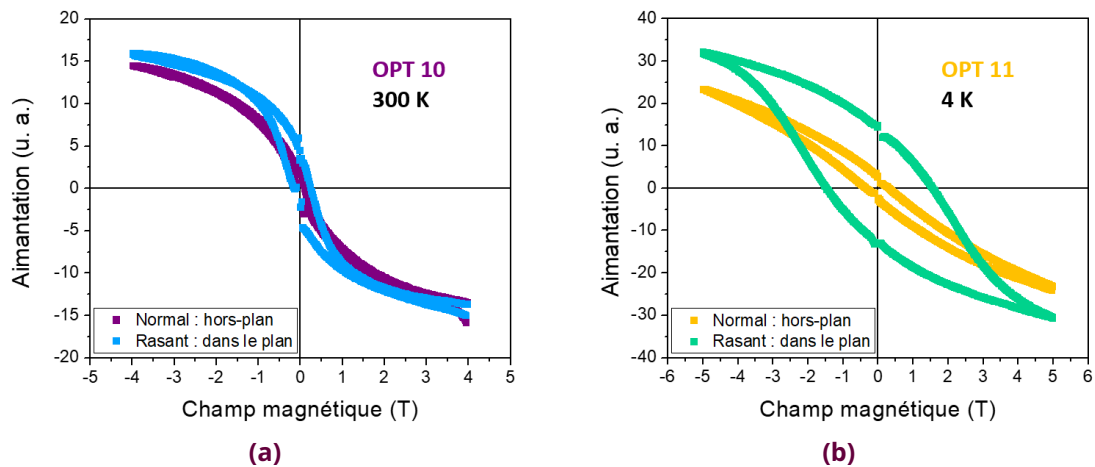 20
15
10
5
0
-5
-10
-15
-20
Aimantation (u. a.)
OPT 10
300 K
Normal : hors-plan
Rasant : dans le plan
-5 -4 -3 -2 -1 0 1 2 3 4 5
Champ magnétique (T)
(a)
40
30
20
10
0
-10
-20
-30
-40
Aimantation (u. a.)
OPT 11
4 K
Normal : hors-plan
Rasant : dans le plan
-6 -5 -4 -3 -2 -1 0 1 2 3 4 5 6
Champ magnétique (T)
(b)